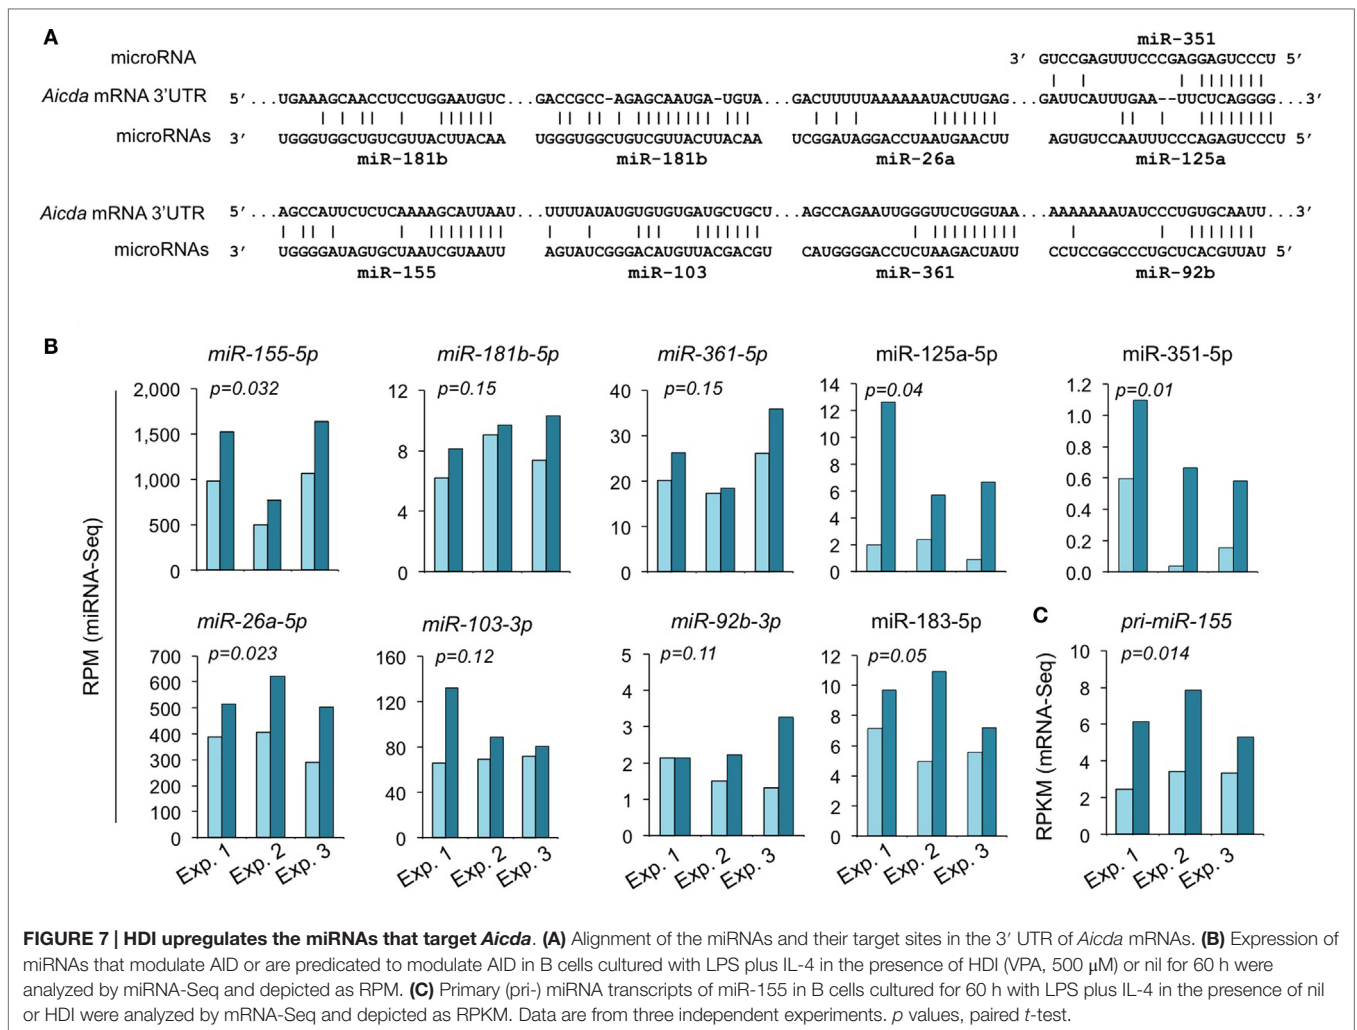 A
miR-351
microRNA 3′ GUCCGAGUUUCCCGAGGAGUCCCU 5′
Aicda mRNA 3'UTR 5′ ...UGAAAGCAACCUCCUGGAAUGUC...GACCGCC-AGAGCAAUGA-UGUA...GACUUUUUAAAAAAUACUUGAG...GAUUCAUUUGAA--UUCUCAGGGG...3′
microRNAs 3′ UGGGUGGCUGUCGUUACUUACAA UGGGUGGCUGUCGUUACUUACAA UCGGAUAGGACCUAAUGAACUU AGUGUCCAAUUUCCCAGAGUCCCU 5′
miR-181b miR-181b miR-26a miR-125a
Aicda mRNA 3'UTR 5′ ...AGCCAUUCUCUCAAAAGCAUUAAU...UUUUAUAUGUGUGUGAUGCUGCU...AGCCAGAAUUGGGUUCUGGUAA...AAAAAAAUAUCCCUGUGCAAUU...3′
microRNAs 3′ UGGGGAUAGUGCUAAUCGUAAUU AGUAUCGGGACAUGUUACGACGU CAUGGGGACCUCUAAGACUAUU CCUCCGGCCCUGCUCACGUUAU 5′
miR-155 miR-103 miR-361 miR-92b
B
RPM (miRNA-Seq)
miR-155-5p
p=0.032
2,000
1,500
1,000
500
0
miR-181b-5p
p=0.15
12
8
4
0
miR-361-5p
p=0.15
40
30
20
10
0
miR-125a-5p
p=0.04
14
12
10
8
6
4
2
0
miR-351-5p
p=0.01
1.2
1.0
0.8
0.6
0.4
0.2
0.0
miR-26a-5p
p=0.023
700
600
500
400
300
200
100
0
Exp. 1 Exp. 2 Exp. 3
miR-103-3p
p=0.12
160
120
80
40
0
Exp. 1 Exp. 2 Exp. 3
miR-92b-3p
p=0.11
5
4
3
2
1
0
Exp. 1 Exp. 2 Exp. 3
miR-183-5p
p=0.05
12
10
8
6
4
2
0
Exp. 1 Exp. 2 Exp. 3
C
pri-miR-155
RPKM (mRNA-Seq)
p=0.014
10
8
6
4
2
0
Exp. 1 Exp. 2 Exp. 3
FIGURE 7 | HDI upregulates the miRNAs that target Aicda. (A) Alignment of the miRNAs and their target sites in the 3′ UTR of Aicda mRNAs. (B) Expression of
miRNAs that modulate AID or are predicated to modulate AID in B cells cultured with LPS plus IL-4 in the presence of HDI (VPA, 500 μM) or nil for 60 h were
analyzed by miRNA-Seq and depicted as RPM. (C) Primary (pri-) miRNA transcripts of miR-155 in B cells cultured for 60 h with LPS plus IL-4 in the presence of nil
or HDI were analyzed by mRNA-Seq and depicted as RPKM. Data are from three independent experiments. p values, paired t-test.